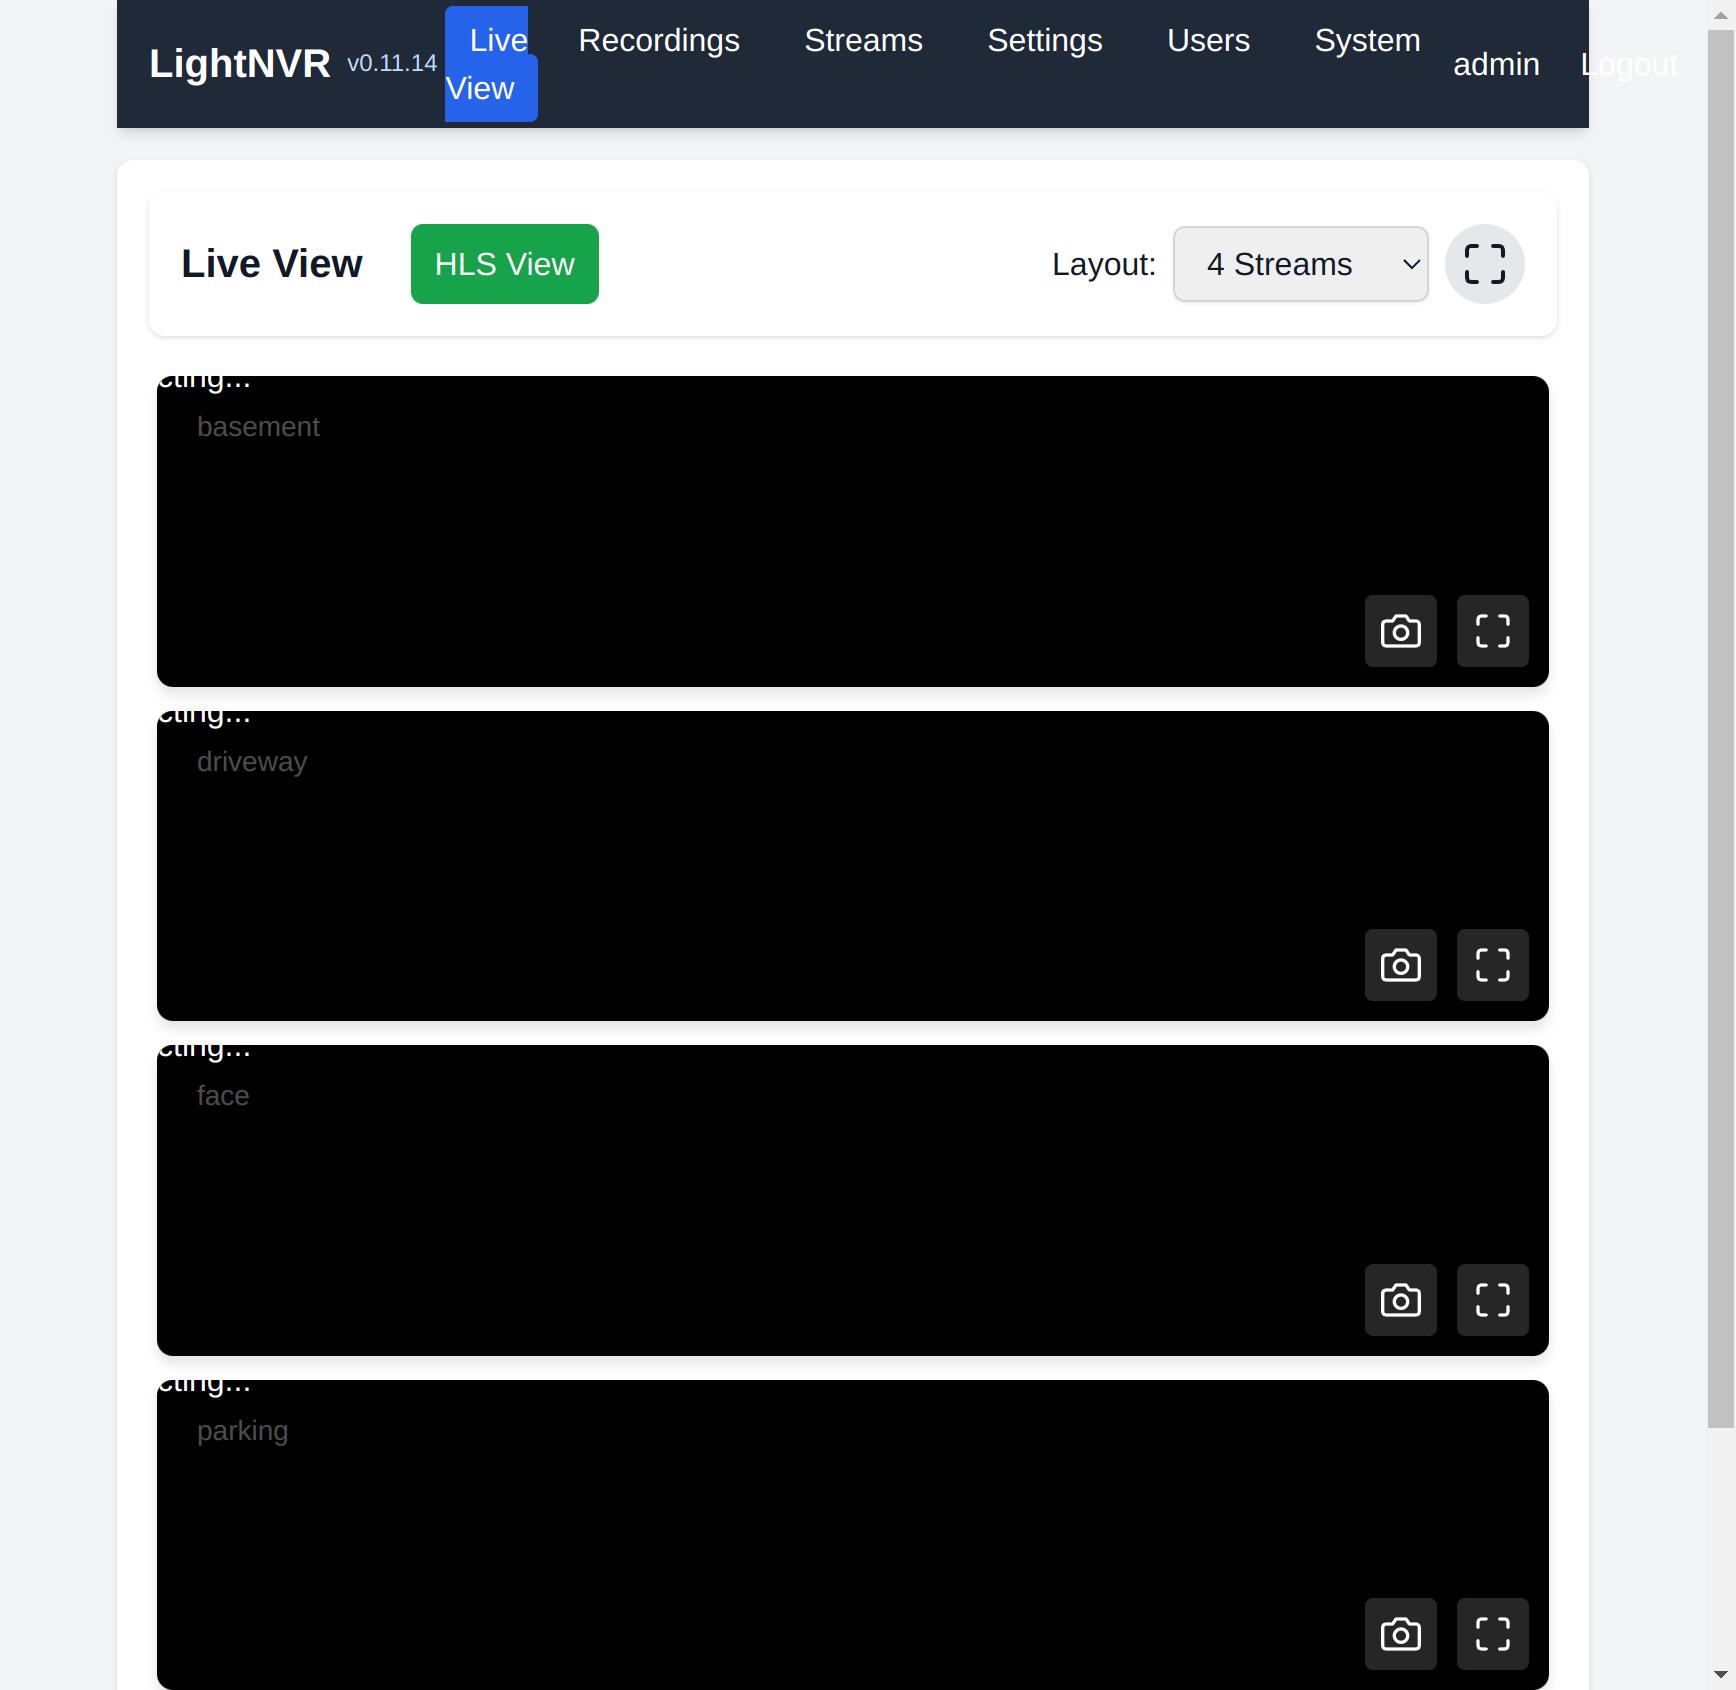 LightNVR v0.11.14 Live View Recordings Streams Settings Users System admin Logout
Live View HLS View Layout: 4 Streams
cting...
basement
cting...
driveway
cting...
face
cting...
parking